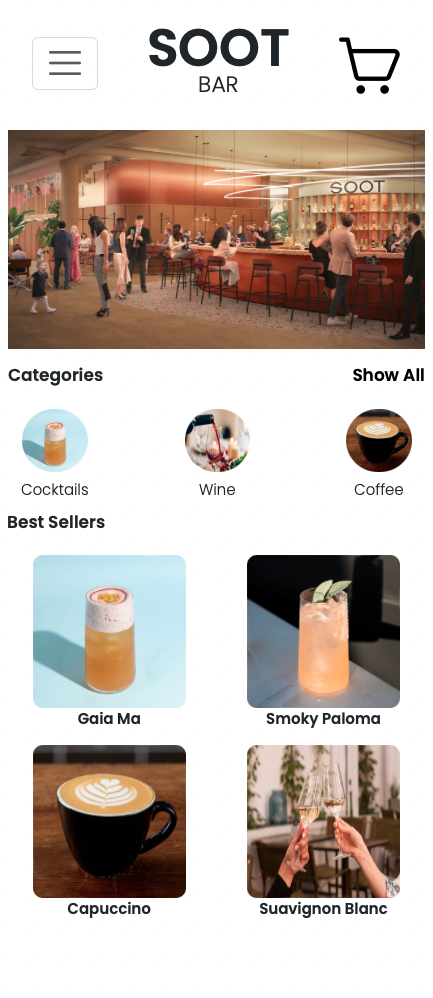 SOOT
BAR
SOOT
Categories
Show All
Cocktails
Wine
Coffee
Best Sellers
Gaia Ma
Smoky Paloma
Capuccino
Suavignon Blanc